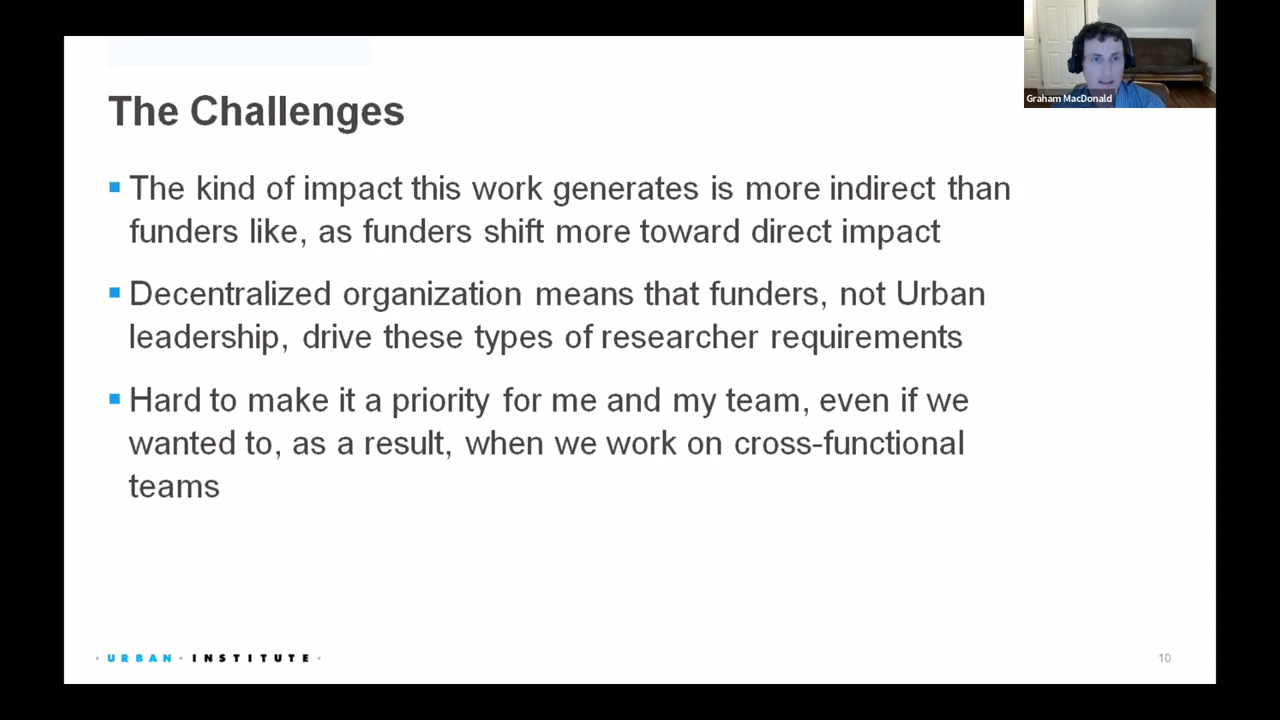 Graham MacDonald
The Challenges
The kind of impact this work generates is more indirect than
funders like, as funders shift more toward direct impact
Decentralized organization means that funders, not Urban
leadership, drive these types of researcher requirements
Hard to make it a priority for me and my team, even if we
wanted to, as a result, when we work on cross-functional
teams
· URBAN · INSTITUTE ·
10